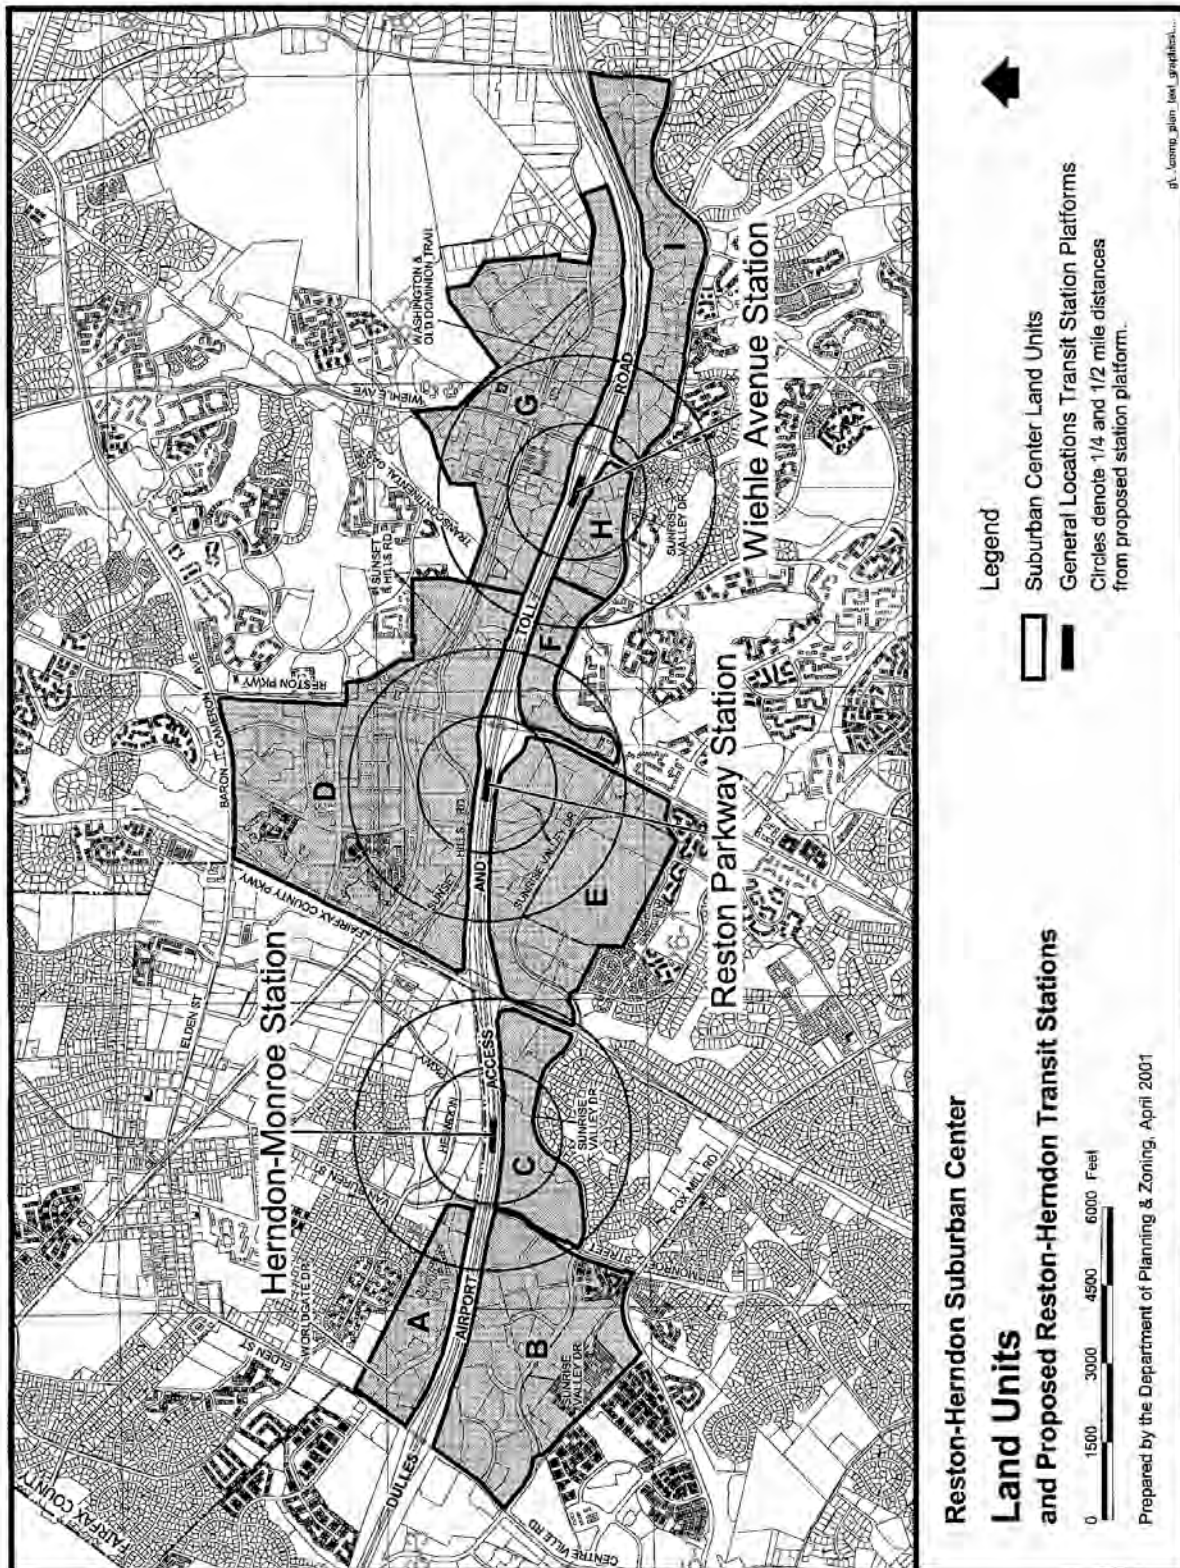 FAIRFAX COUNTY
ELDEN ST
WORLDGATE DR
ELDEN ST
Herndon-Monroe Station
HERNDON
PKWY
FAIRFAX COUNTY PKWY
BARON
CAMERON
AVE
RESTON PKWY
SUNSET
HILLS RD
WIEHLE AVE
WASHINGTON &
OLD DOMINION TRAIL
A
B
C
D
E
F
G
H
I
SUNSET
HILLS RD
DULLES
AIRPORT
ACCESS
AND
TOLL
ROAD
CENTREVILLE RD
SUNRISE
VALLEY DR
SUNRISE
VALLEY DR
FOX MILL RD
SUNRISE VALLEY DR
SUNRISE
VALLEY DR
Reston Parkway Station
Wiehle Avenue Station
Reston-Herndon Suburban Center
Land Units
and Proposed Reston-Herndon Transit Stations
0 1500 3000 4500 6000 Feet
Prepared by the Department of Planning & Zoning, April 2001
Legend
Suburban Center Land Units
General Locations Transit Station Platforms
Circles denote 1/4 and 1/2 mile distances
from proposed station platform.